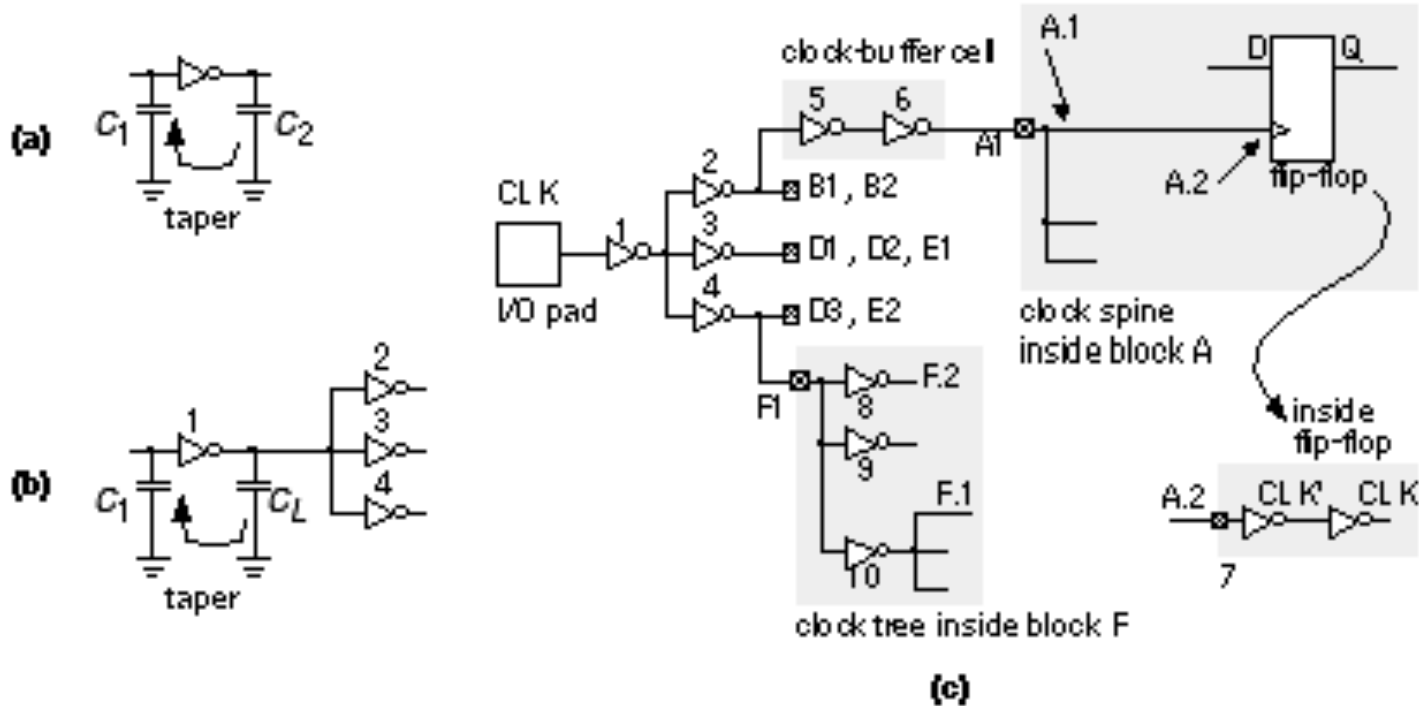 (a)
C1
C2
taper
(b)
C1
1
CL
2
3
4
taper
CLK
I/O pad
1
2
3
4
clock-buffer cell
5
6
A1
B1, B2
D1, D2, E1
D3, E2
A.1
A.2
D
Q
flip-flop
clock spine
inside block A
F1
8
F.2
9
F.1
10
clock tree inside block F
inside
flip-flop
A.2
CLK'
CLK
7
(c)